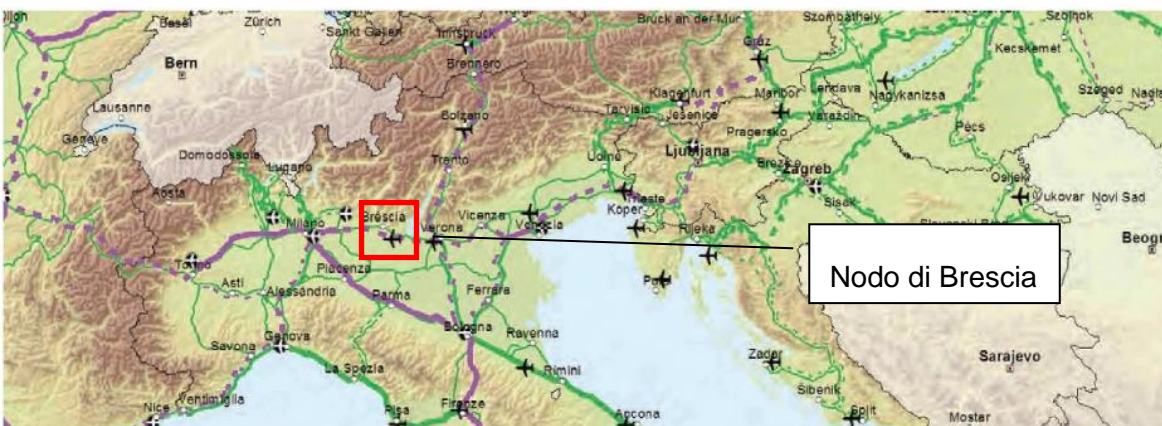 Basel
Zürich
Sankt Gallen
Innsbruck
Bruck an der Mur
Szombathely
Szolnok
Kecskemét
Bern
Brennero
Graz
Lausanne
Bolzano
Klagenfurt
Maribor
Lendava
Nagykanizsa
Szeged
Genève
Tarvisio
Jesenice
Varaždin
Domodossola
Lugano
Trento
Udine
Ljubljana
Pragersko
Pécs
Aosta
Brežice
Zagreb
Osijek
Brescia
Vicenza
Trieste
Koper
Vukovar
Novi Sad
Milano
Verona
Venezia
Rijeka
Sisak
Torino
Piacenza
Asti
Alessandria
Parma
Ferrara
Nodo di Brescia
Bologna
Ravenna
Genova
Savona
La Spezia
Rimini
Zadar
Sarajevo
Ventimiglia
Nice
Pisa
Firenze
Ancona
Šibenik
Split
Mostar